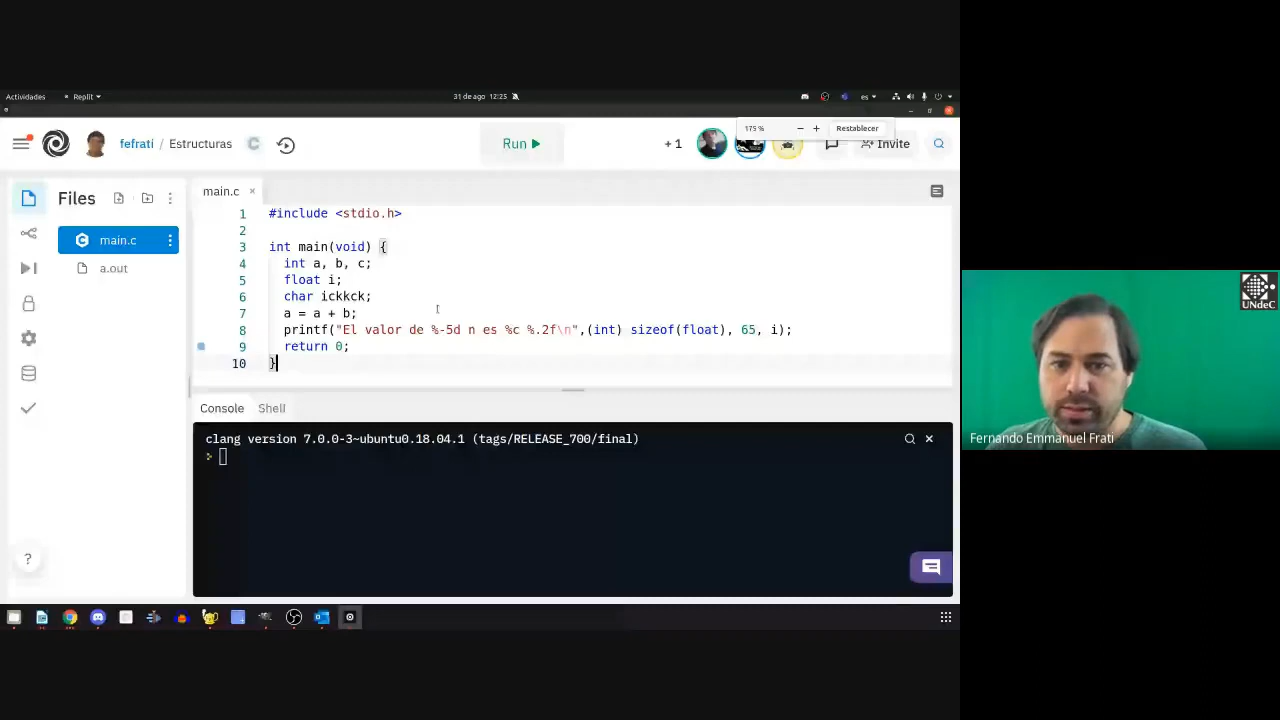 Actividades Replit 31 de ago 12:25 es
175 % − + Restablecer
fefrati / Estructuras C Run + 1 Invite
Files main.c ×
main.c
a.out
1 #include <stdio.h>
2
3 int main(void) {
4 int a, b, c;
5 float i;
6 char ickkck;
7 a = a + b;
8 printf("El valor de %-5d n es %c %.2f\n",(int) sizeof(float), 65, i);
9 return 0;
10 }
Console Shell
clang version 7.0.0-3~ubuntu0.18.04.1 (tags/RELEASE_700/final)
>
?
UNdeC
Fernando Emmanuel Frati